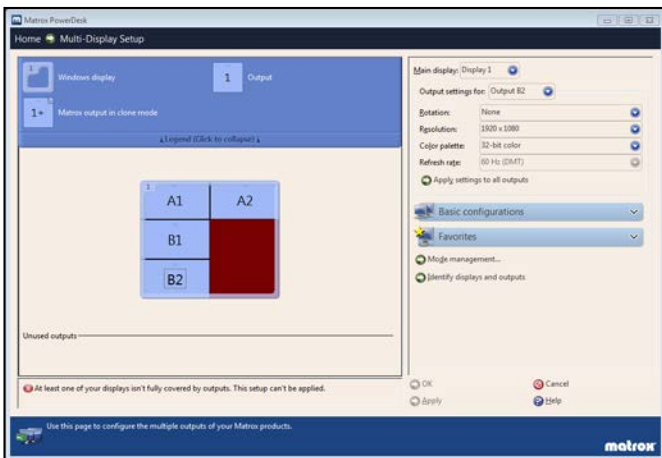 Matrox PowerDesk
Home Multi-Display Setup
1 Windows display
1 Output
1+ Matrox output in clone mode
Legend (Click to collapse)
1
A1 A2
B1
B2
Unused outputs
At least one of your displays isn't fully covered by outputs. This setup can't be applied.
Main display: Display 1
Output settings for: Output B2
Rotation: None
Resolution: 1920 x 1080
Color palette: 32-bit color
Refresh rate: 60 Hz (DMT)
Apply settings to all outputs
Basic configurations
Favorites
Mode management...
Identify displays and outputs
OK Cancel
Apply Help
Use this page to configure the multiple outputs of your Matrox products.
matrox